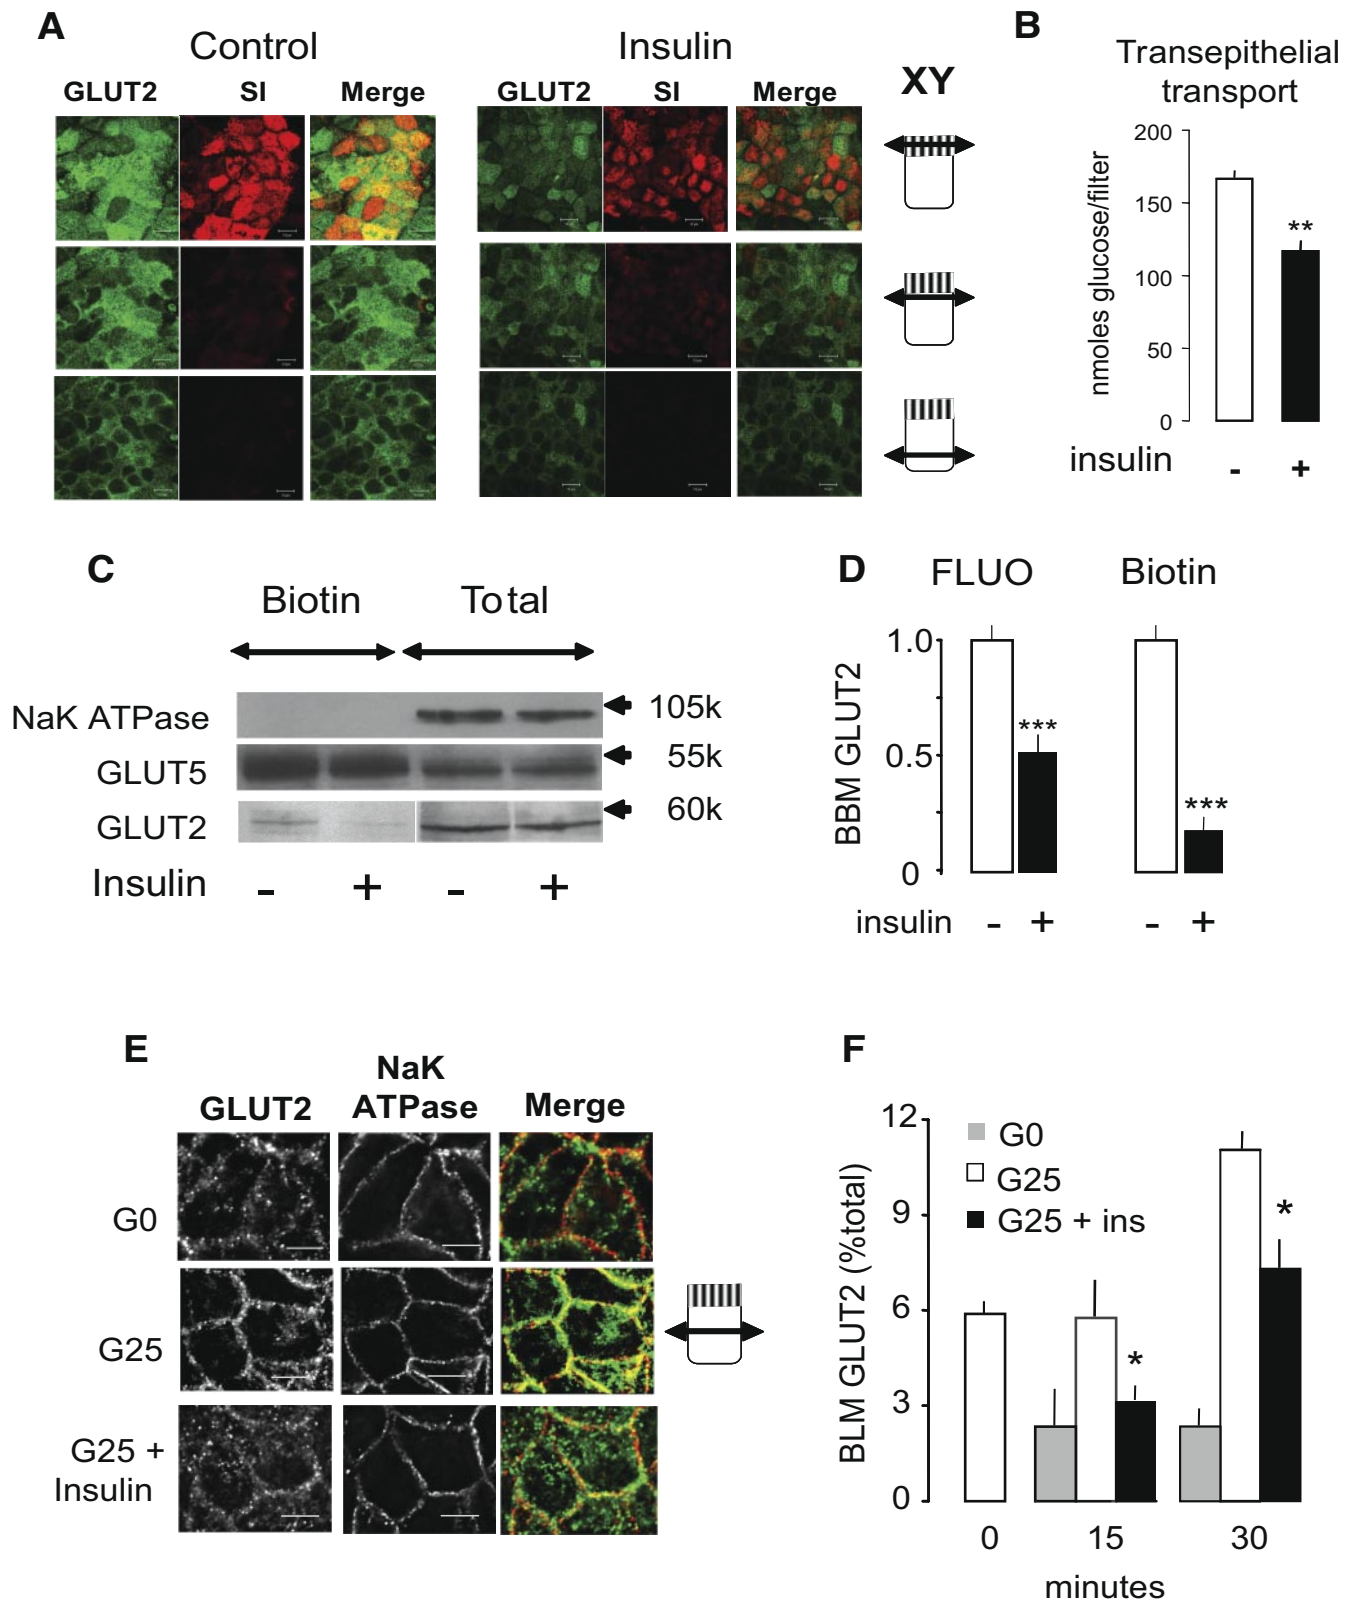 A
Control
Insulin
GLUT2 SI Merge
GLUT2 SI Merge
XY
B
Transepithelial
transport
nmoles glucose/filter
200
150
100
50
0
**
insulin - +
C
Biotin
Total
NaK ATPase
105k
GLUT5
55k
GLUT2
60k
Insulin - + - +
D
FLUO
Biotin
BBM GLUT2
1.0
0.5
0
***
***
insulin - + - +
E
GLUT2
NaK
ATPase
Merge
G0
G25
G25 +
Insulin
F
BLM GLUT2 (%total)
12
9
6
3
0
G0
G25
G25 + ins
*
*
0 15 30
minutes